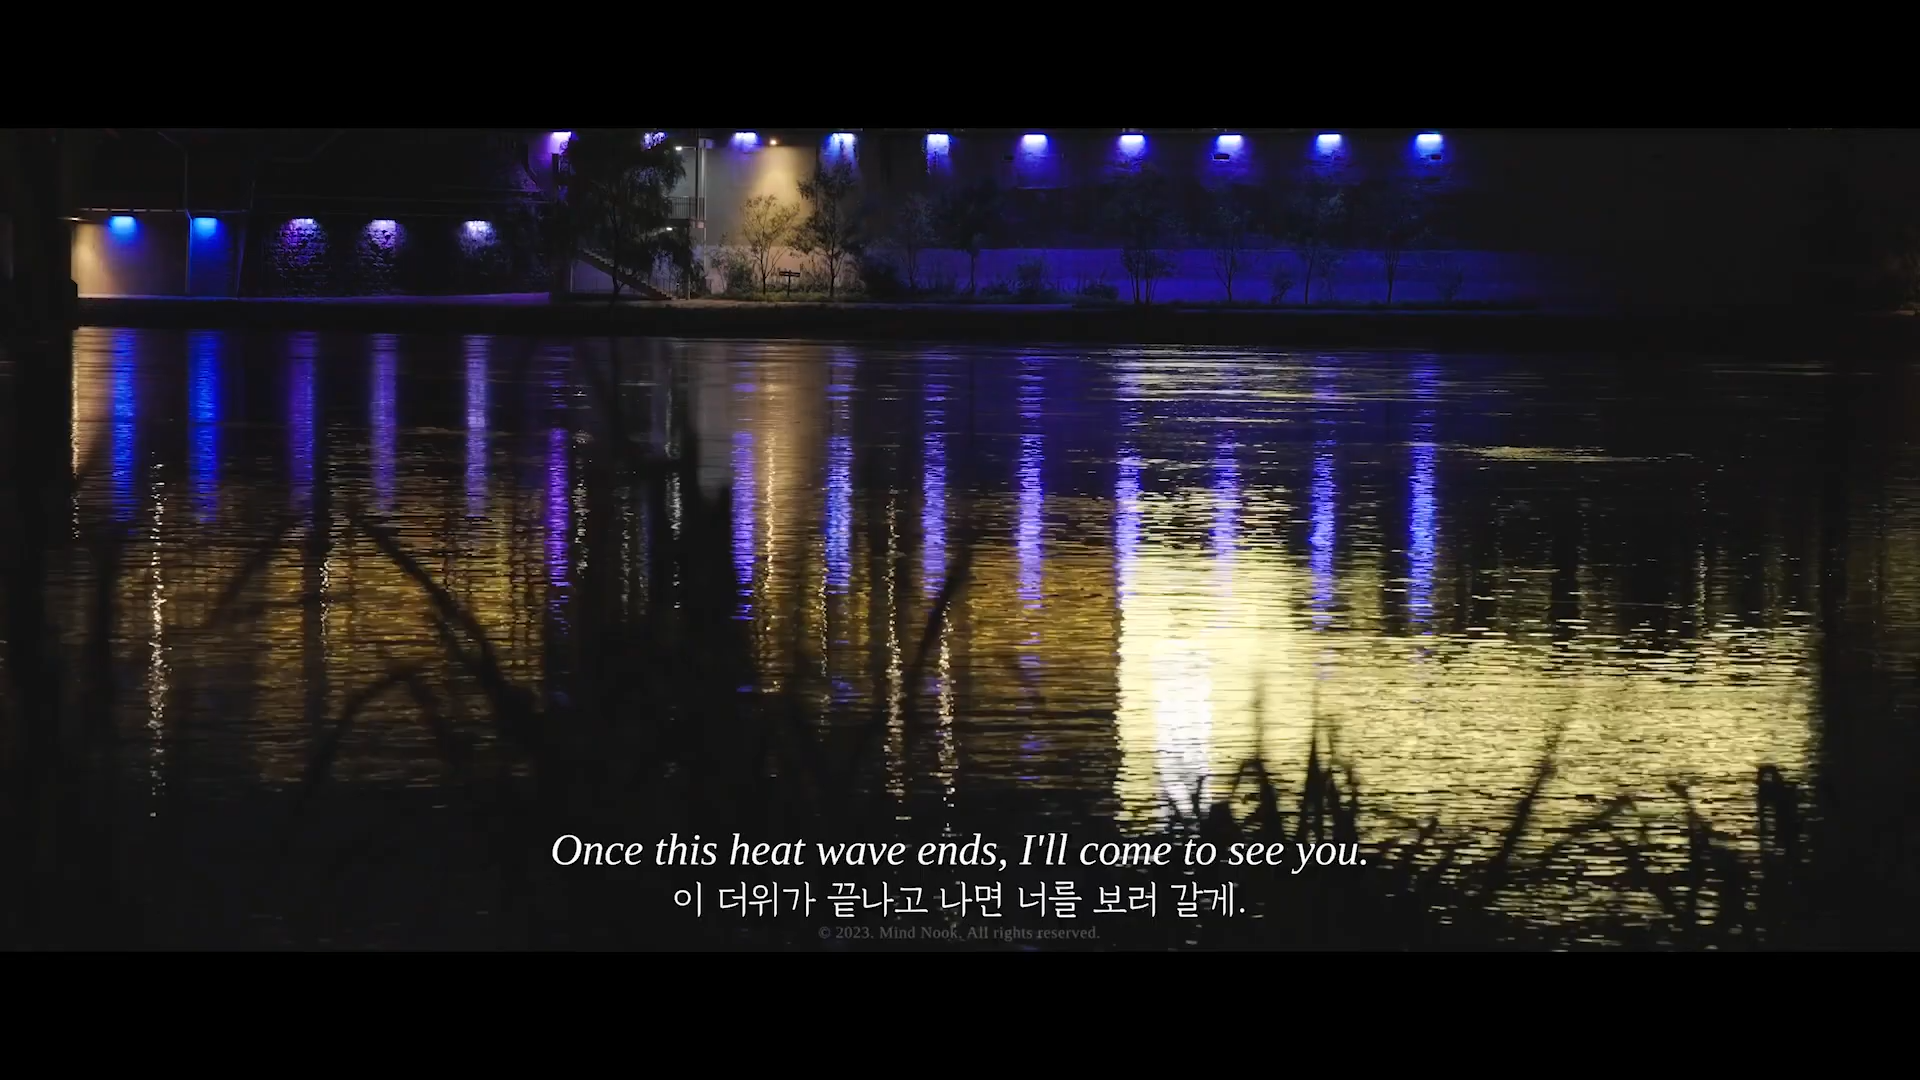 Once this heat wave ends, I'll come to see you.
이 더위가 끝나고 나면 너를 보러 갈게.
© 2023. Mind Nook. All rights reserved.